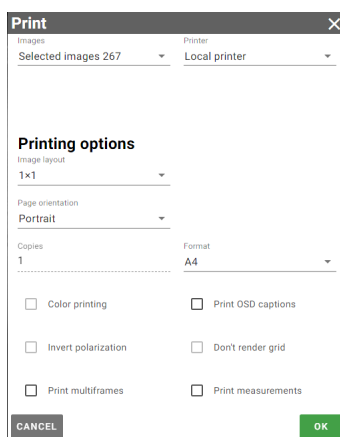 Print
Images
Printer
Selected images 267
Local printer
Printing options
Image layout
1×1
Page orientation
Portrait
Copies
Format
1
A4
Color printing
Print OSD captions
Invert polarization
Don't render grid
Print multiframes
Print measurements
CANCEL
OK